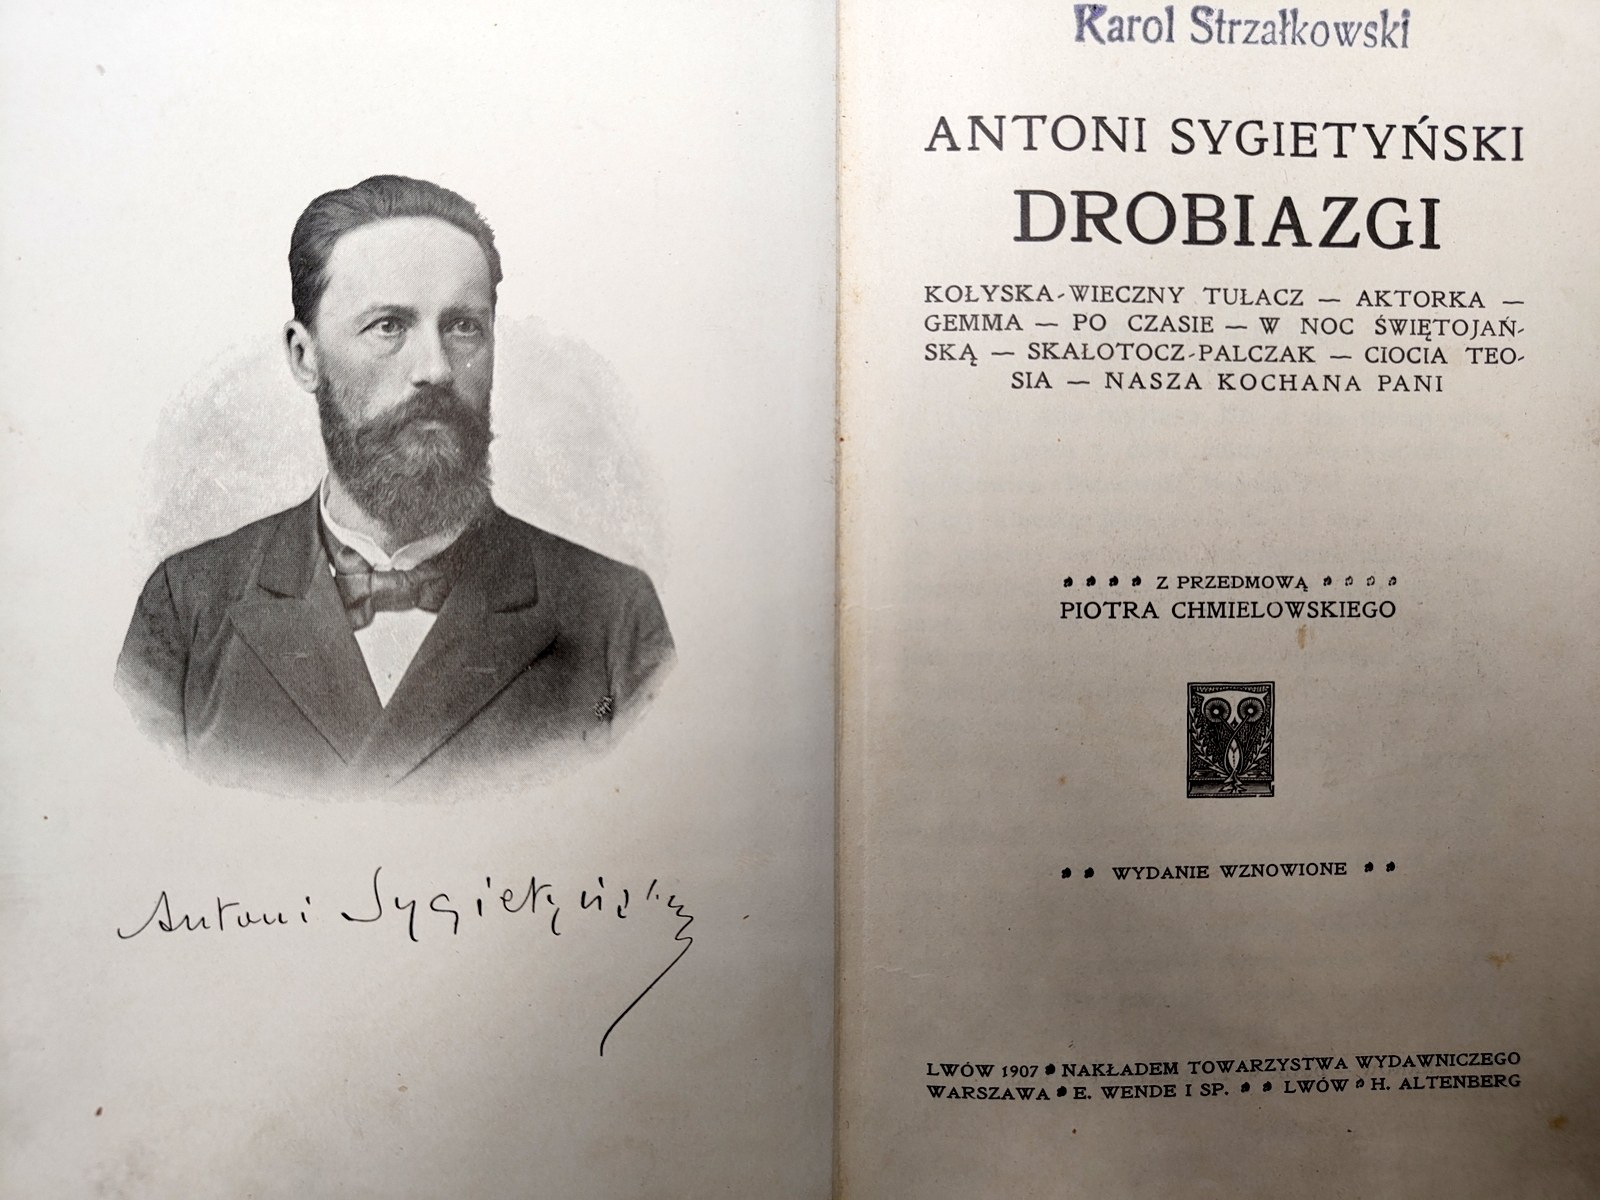 Antoni Sygietyński
Karol Strzałkowski
ANTONI SYGIETYŃSKI
DROBIAZGI
KOŁYSKA-WIECZNY TUŁACZ — AKTORKA —
GEMMA — PO CZASIE — W NOC ŚWIĘTOJAŃ-
SKĄ — SKAŁOTOCZ-PALCZAK — CIOCIA TEO-
SIA — NASZA KOCHANA PANI
Z PRZEDMOWĄ
PIOTRA CHMIELOWSKIEGO
WYDANIE WZNOWIONE
LWÓW 1907 NAKŁADEM TOWARZYSTWA WYDAWNICZEGO
WARSZAWA E. WENDE I SP. LWÓW H. ALTENBERG